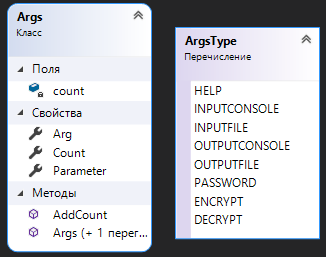 Args
Класс
Поля
count
Свойства
Arg
Count
Parameter
Методы
AddCount
Args (+ 1 перег...
ArgsType
Перечисление
HELP
INPUTCONSOLE
INPUTFILE
OUTPUTCONSOLE
OUTPUTFILE
PASSWORD
ENCRYPT
DECRYPT